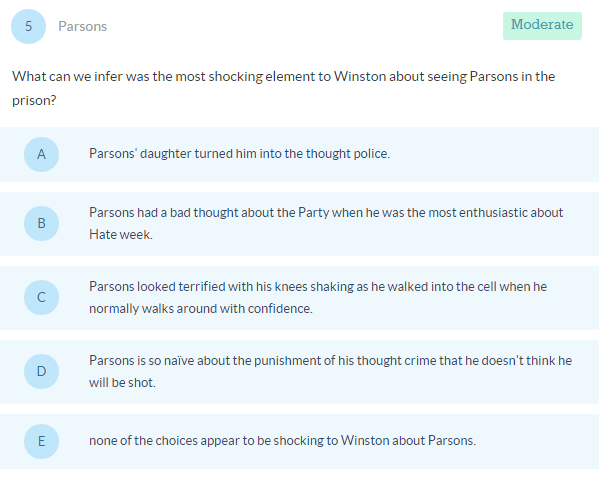 5 Parsons Moderate
What can we infer was the most shocking element to Winston about seeing Parsons in the
prison?
A Parsons' daughter turned him into the thought police.
B Parsons had a bad thought about the Party when he was the most enthusiastic about
Hate week.
C Parsons looked terrified with his knees shaking as he walked into the cell when he
normally walks around with confidence.
D Parsons is so naïve about the punishment of his thought crime that he doesn't think he
will be shot.
E none of the choices appear to be shocking to Winston about Parsons.